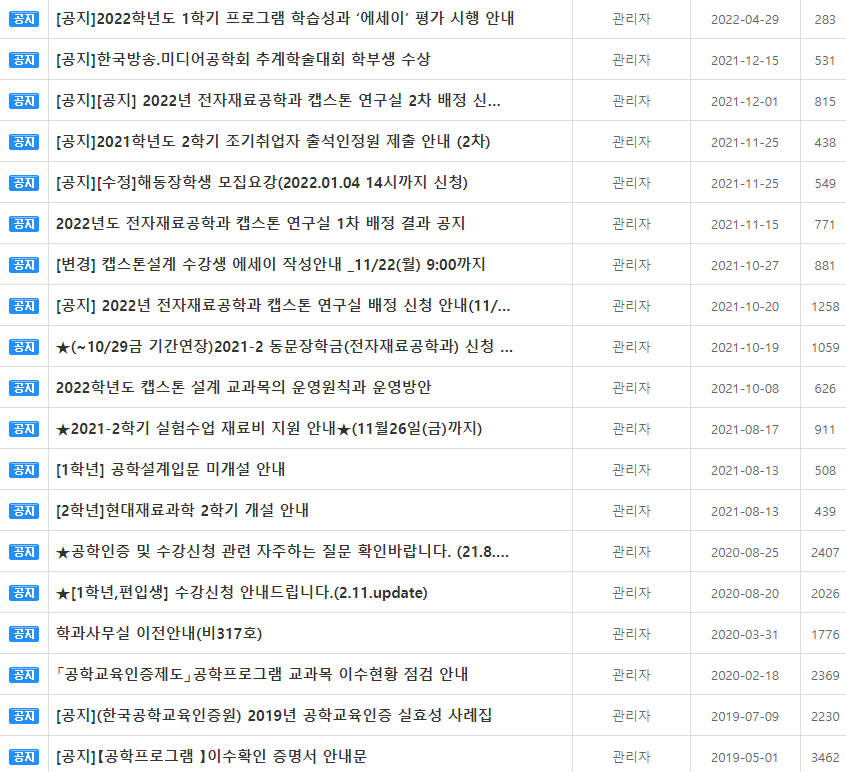 공지 [공지]2022학년도 1학기 프로그램 학습성과 ‘에세이’ 평가 시행 안내 관리자 2022-04-29 283
공지 [공지]한국방송.미디어공학회 추계학술대회 학부생 수상 관리자 2021-12-15 531
공지 [공지][공지] 2022년 전자재료공학과 캡스톤 연구실 2차 배정 신... 관리자 2021-12-01 815
공지 [공지]2021학년도 2학기 조기취업자 출석인정원 제출 안내 (2차) 관리자 2021-11-25 438
공지 [공지][수정]해동장학생 모집요강(2022.01.04 14시까지 신청) 관리자 2021-11-25 549
공지 2022년도 전자재료공학과 캡스톤 연구실 1차 배정 결과 공지 관리자 2021-11-15 771
공지 [변경] 캡스톤설계 수강생 에세이 작성안내 _11/22(월) 9:00까지 관리자 2021-10-27 881
공지 [공지] 2022년 전자재료공학과 캡스톤 연구실 배정 신청 안내(11/... 관리자 2021-10-20 1258
공지 ★(~10/29금 기간연장)2021-2 동문장학금(전자재료공학과) 신청 ... 관리자 2021-10-19 1059
공지 2022학년도 캡스톤 설계 교과목의 운영원칙과 운영방안 관리자 2021-10-08 626
공지 ★2021-2학기 실험수업 재료비 지원 안내★(11월26일(금)까지) 관리자 2021-08-17 911
공지 [1학년] 공학설계입문 미개설 안내 관리자 2021-08-13 508
공지 [2학년]현대재료과학 2학기 개설 안내 관리자 2021-08-13 439
공지 ★공학인증 및 수강신청 관련 자주하는 질문 확인바랍니다. (21.8.... 관리자 2020-08-25 2407
공지 ★[1학년,편입생] 수강신청 안내드립니다.(2.11.update) 관리자 2020-08-20 2026
공지 학과사무실 이전안내(비317호) 관리자 2020-03-31 1776
공지 「공학교육인증제도」공학프로그램 교과목 이수현황 점검 안내 관리자 2020-02-18 2369
공지 [공지](한국공학교육인증원) 2019년 공학교육인증 실효성 사례집 관리자 2019-07-09 2230
공지 [공지]【공학프로그램 】이수확인 증명서 안내문 관리자 2019-05-01 3462